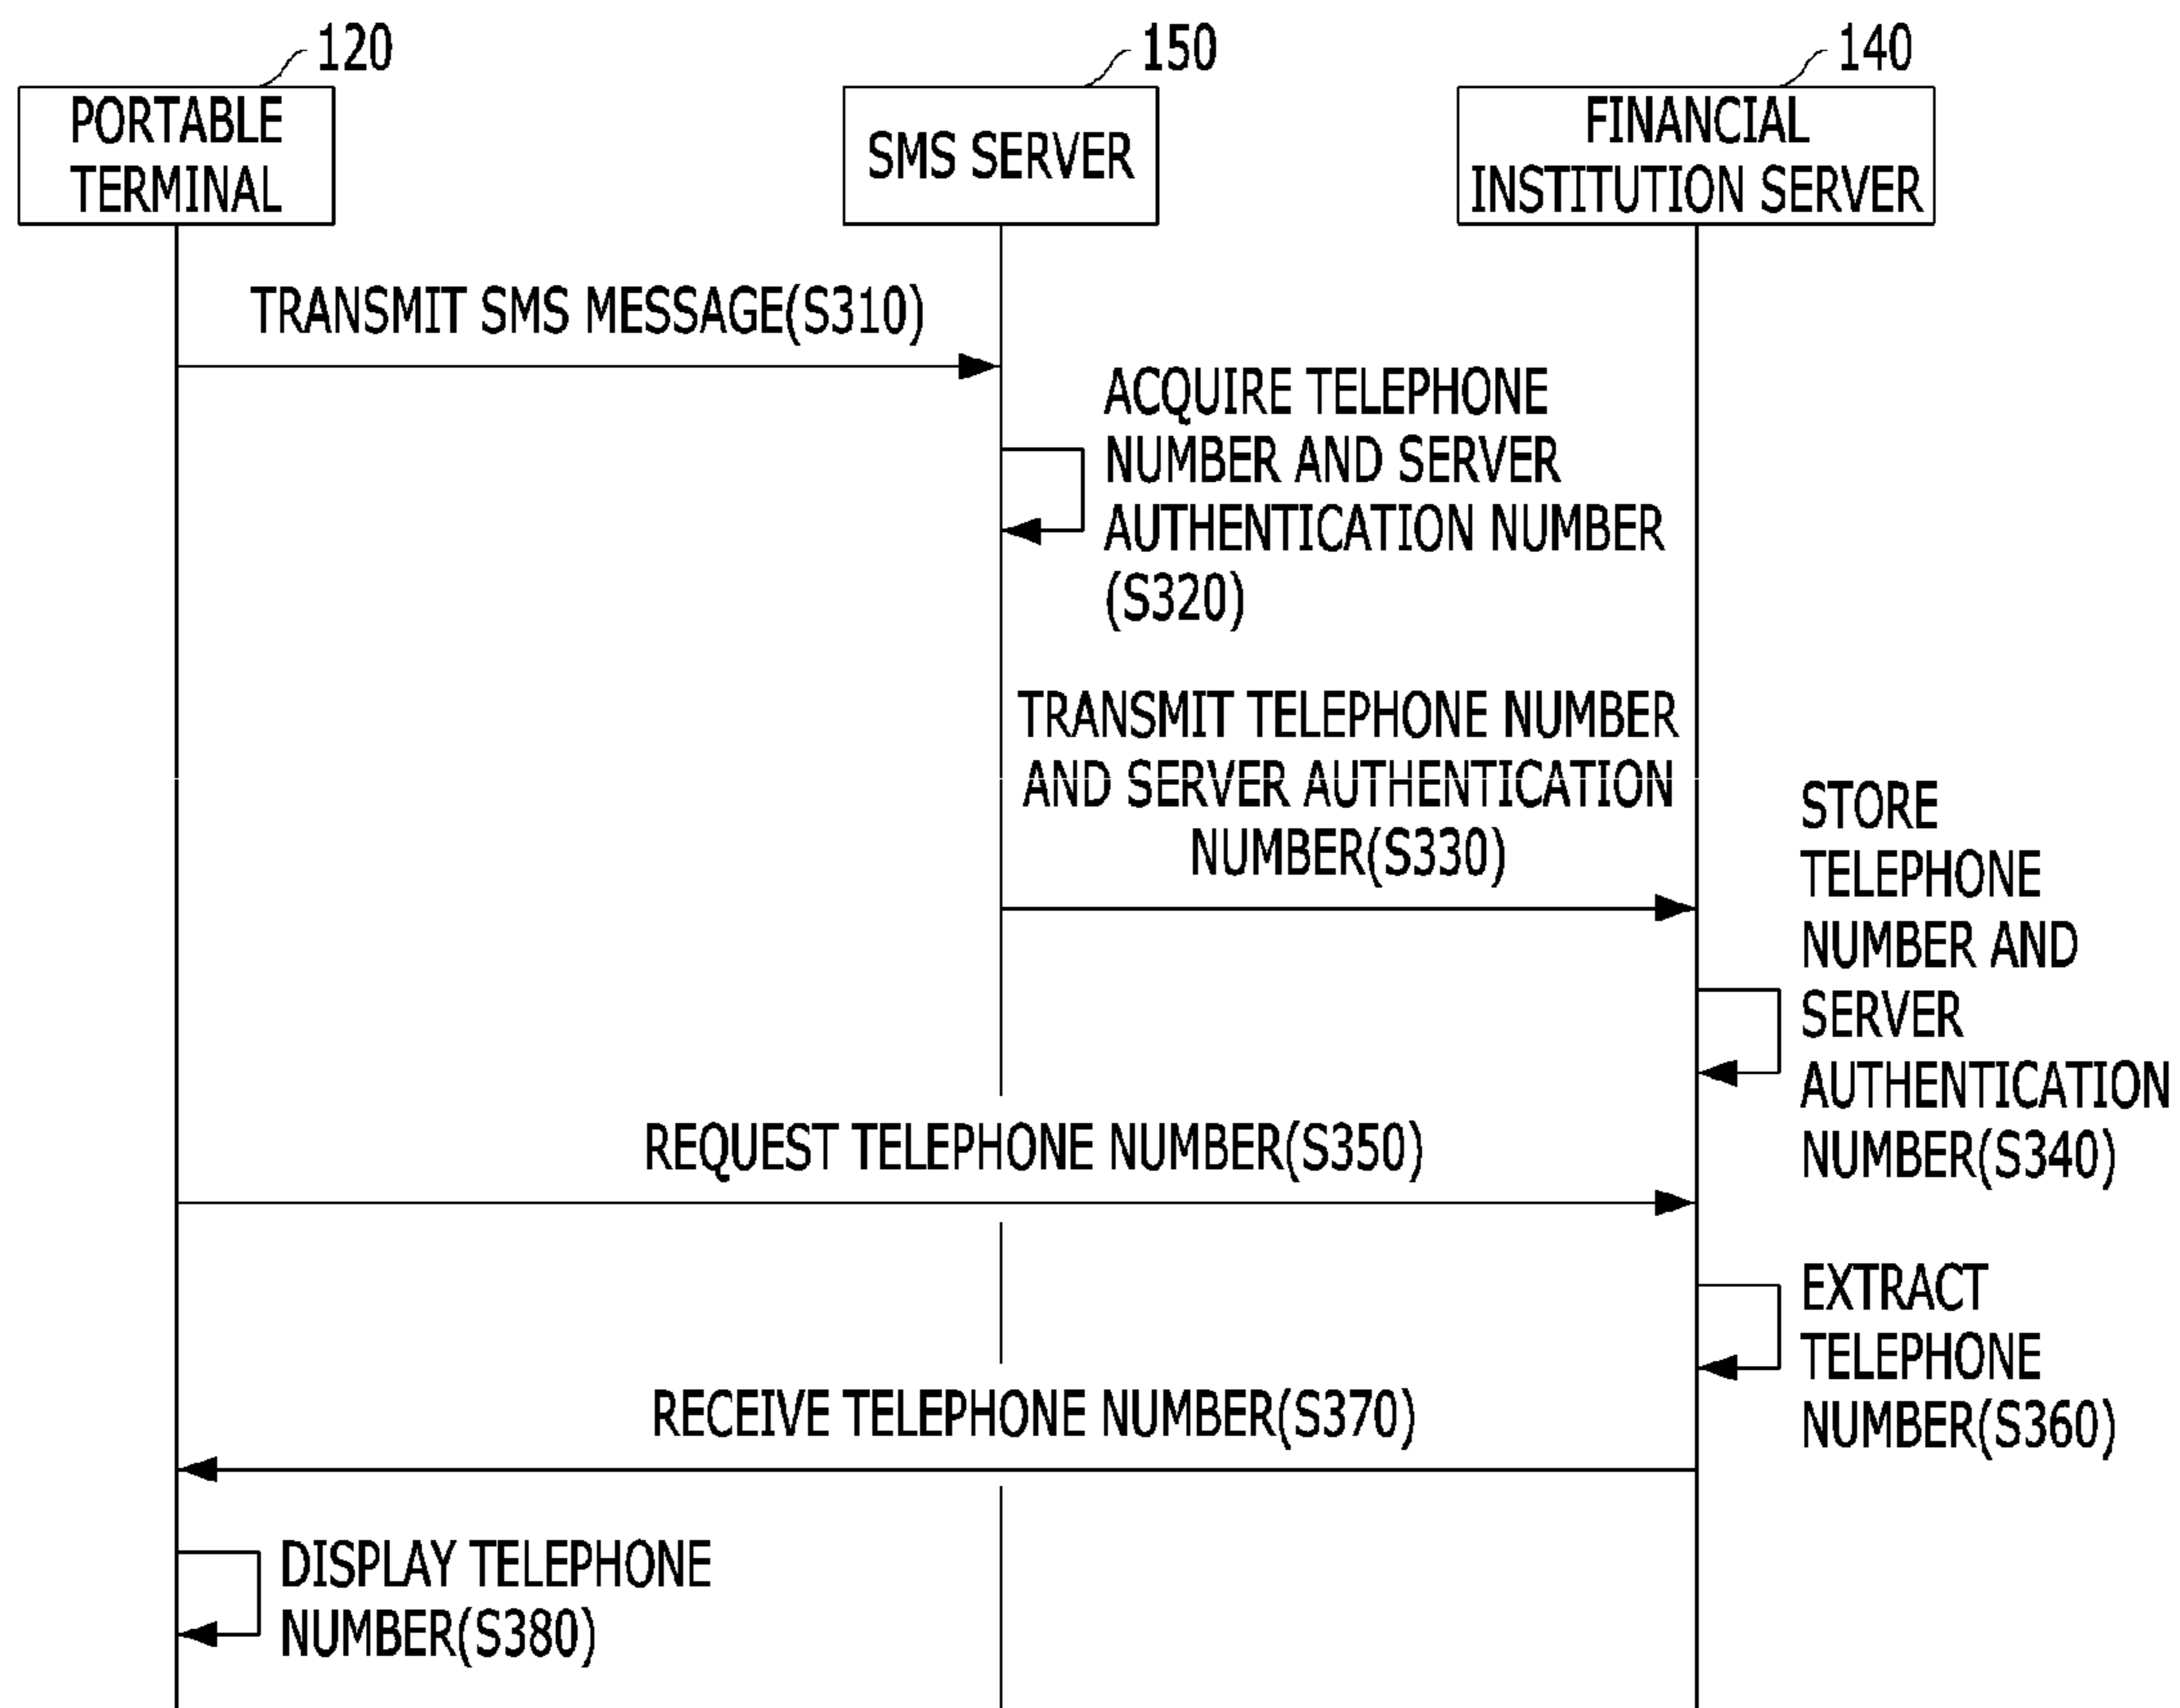 120
150
140
PORTABLE
TERMINAL
SMS SERVER
FINANCIAL
INSTITUTION SERVER
TRANSMIT SMS MESSAGE(S310)
ACQUIRE TELEPHONE
NUMBER AND SERVER
AUTHENTICATION NUMBER
(S320)
TRANSMIT TELEPHONE NUMBER
AND SERVER AUTHENTICATION
NUMBER(S330)
STORE
TELEPHONE
NUMBER AND
SERVER
AUTHENTICATION
NUMBER(S340)
REQUEST TELEPHONE NUMBER(S350)
EXTRACT
TELEPHONE
NUMBER(S360)
RECEIVE TELEPHONE NUMBER(S370)
DISPLAY TELEPHONE
NUMBER(S380)